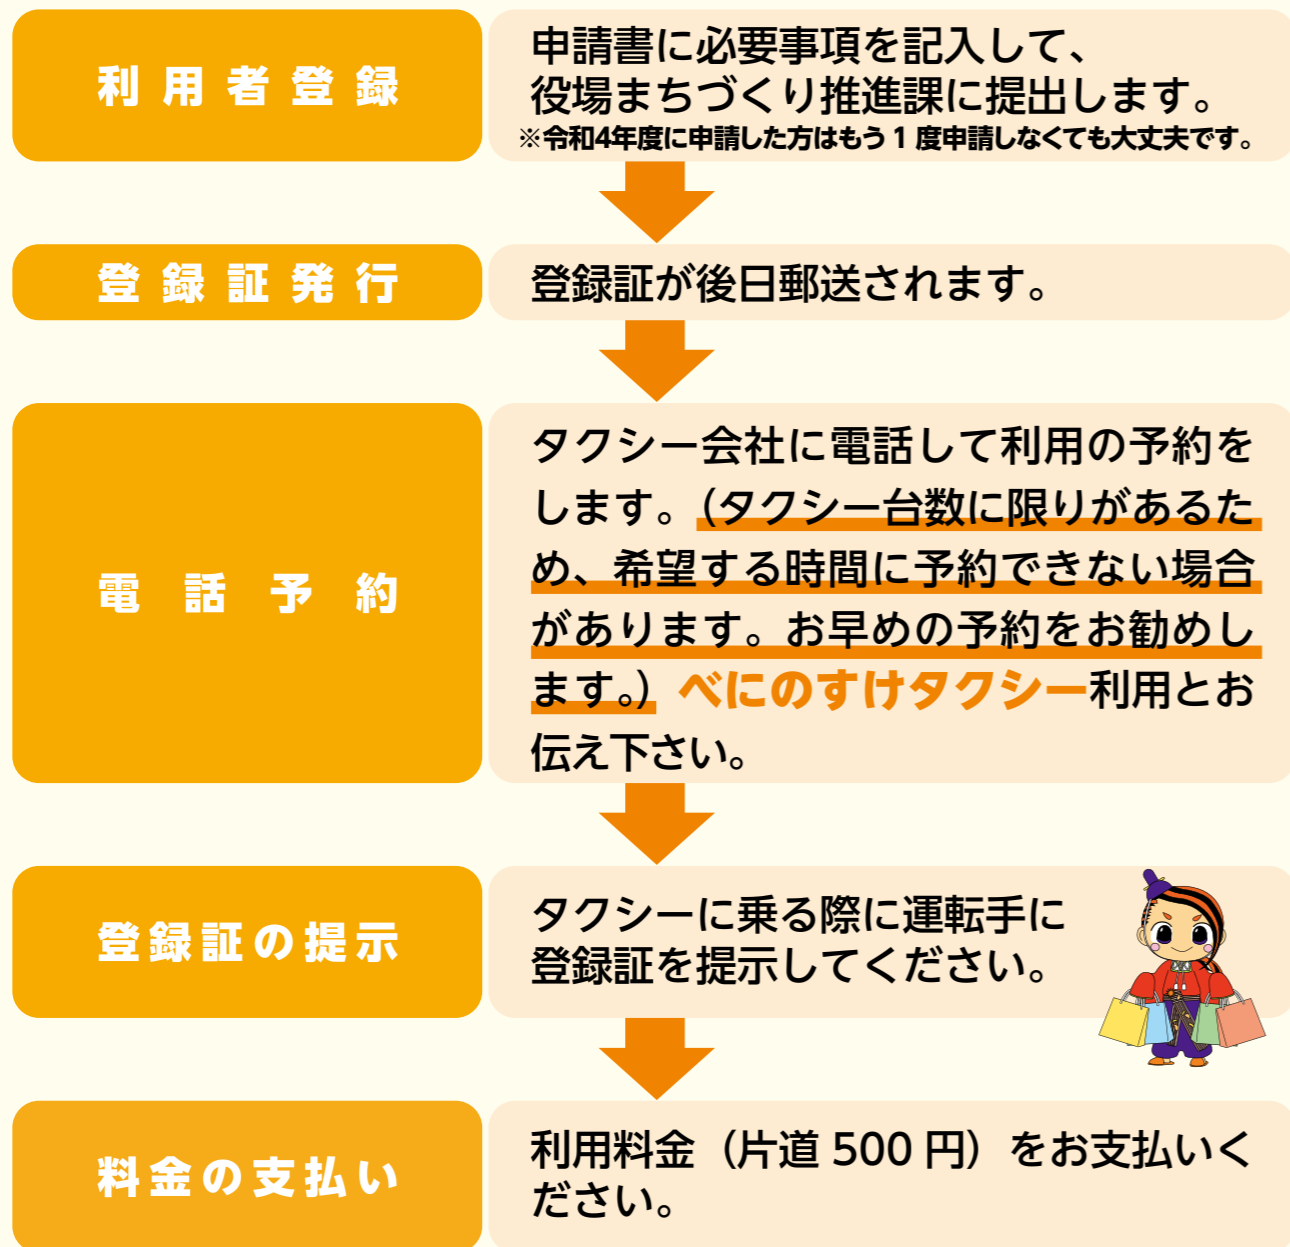 利用者登録
申請書に必要事項を記入して、
役場まちづくり推進課に提出します。
※令和4年度に申請した方はもう1度申請しなくても大丈夫です。
登録証発行
登録証が後日郵送されます。
電話予約
タクシー会社に電話して利用の予約を
します。(タクシー台数に限りがあるた
め、希望する時間に予約できない場合
があります。お早めの予約をお勧めし
ます。) べにのすけタクシー利用とお
伝え下さい。
登録証の提示
タクシーに乗る際に運転手に
登録証を提示してください。
料金の支払い
利用料金（片道 500 円）をお支払いく
ださい。